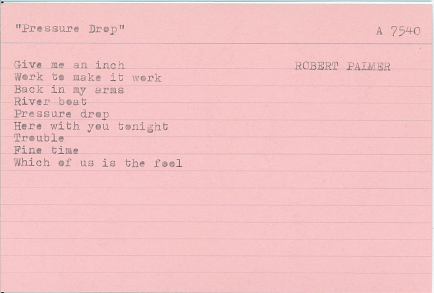 "Pressure Drop"
A 7540
Give me an inch
ROBERT PALMER
Work to make it work
Back in my arms
River boat
Pressure drop
Here with you tonight
Trouble
Fine time
Which of us is the fool